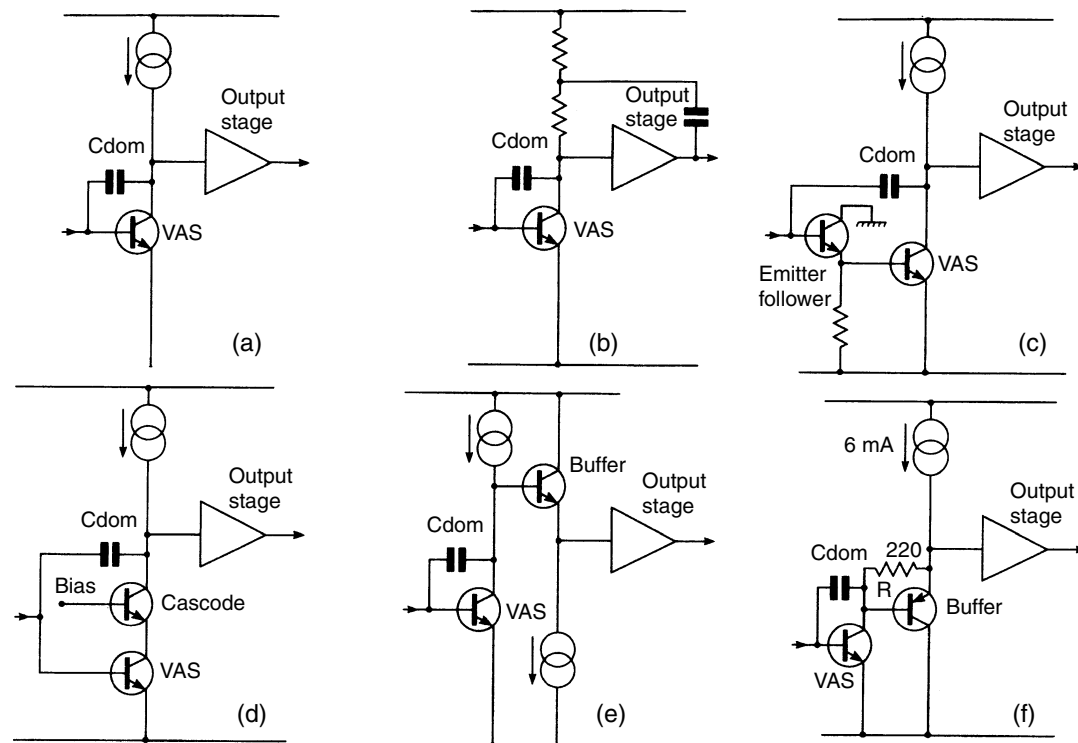 Output
stage
Cdom
VAS
(a)
Output
stage
Cdom
VAS
(b)
Output
stage
Cdom
VAS
Emitter
follower
(c)
Output
stage
Cdom
Bias
Cascode
VAS
(d)
Buffer
Output
stage
Cdom
VAS
(e)
6 mA
Output
stage
Cdom
220
R
Buffer
VAS
(f)